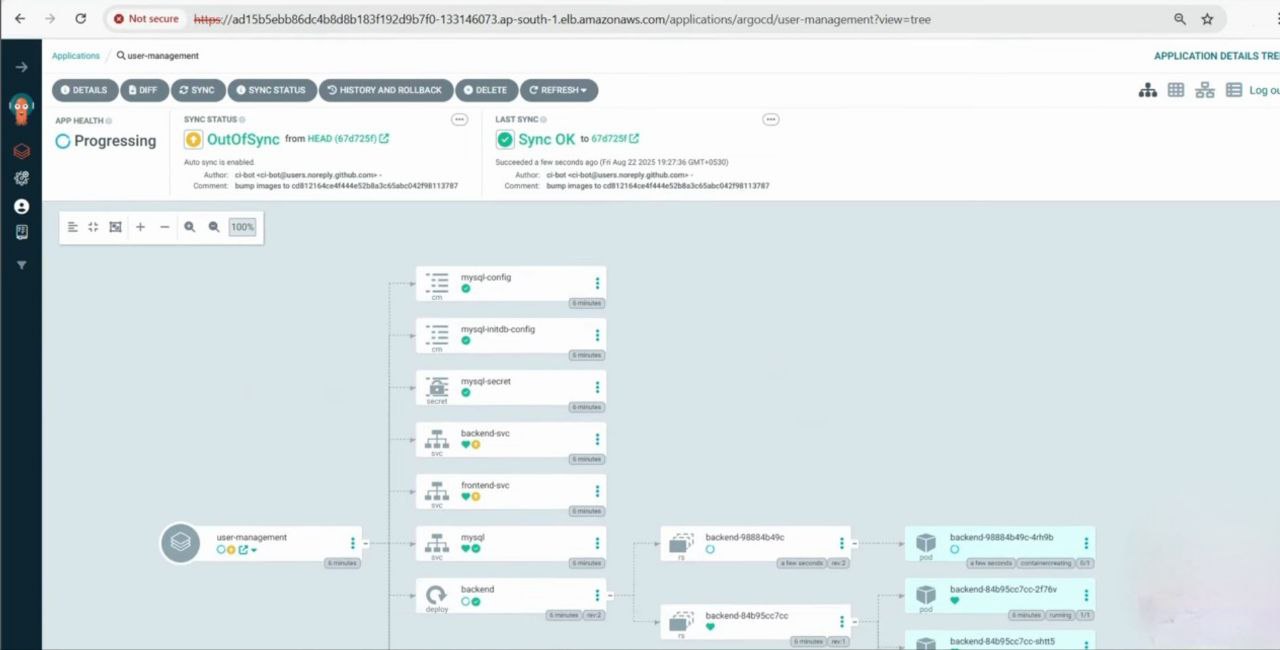 Not secure https://ad15b5ebb86dc4b8d8b183f192d9b7f0-133146073.ap-south-1.elb.amazonaws.com/applications/argocd/user-management?view=tree
Applications / user-management APPLICATION DETAILS TRE
DETAILS DIFF SYNC SYNC STATUS HISTORY AND ROLLBACK DELETE REFRESH Log ou
APP HEALTH SYNC STATUS LAST SYNC
Progressing OutOfSync from HEAD (67d725f) Sync OK to 67d725f
Auto sync is enabled. Succeeded a few seconds ago (Fri Aug 22 2025 19:27:36 GMT+0530)
Author: ci-bot <ci-bot@users.noreply.github.com> - Author: ci-bot <ci-bot@users.noreply.github.com> -
Comment: bump images to cd812164ce4f444e52b8a3c65abc042f98113787 Comment: bump images to cd812164ce4f444e52b8a3c65abc042f98113787
100%
mysql-config
cm
6 minutes
mysql-initdb-config
cm
6 minutes
mysql-secret
secret
6 minutes
backend-svc
svc
6 minutes
frontend-svc
svc
6 minutes
user-management mysql backend-98884b49c backend-98884b49c-4rh9b
svc rs pod
6 minutes 6 minutes a few seconds rev:2 a few seconds containercreating 0/1
backend backend-84b95cc7cc-2f76v
deploy pod
6 minutes rev:2 6 minutes running 1/1
backend-84b95cc7cc
rs
6 minutes rev:1
backend-84b95cc7cc-shtt5